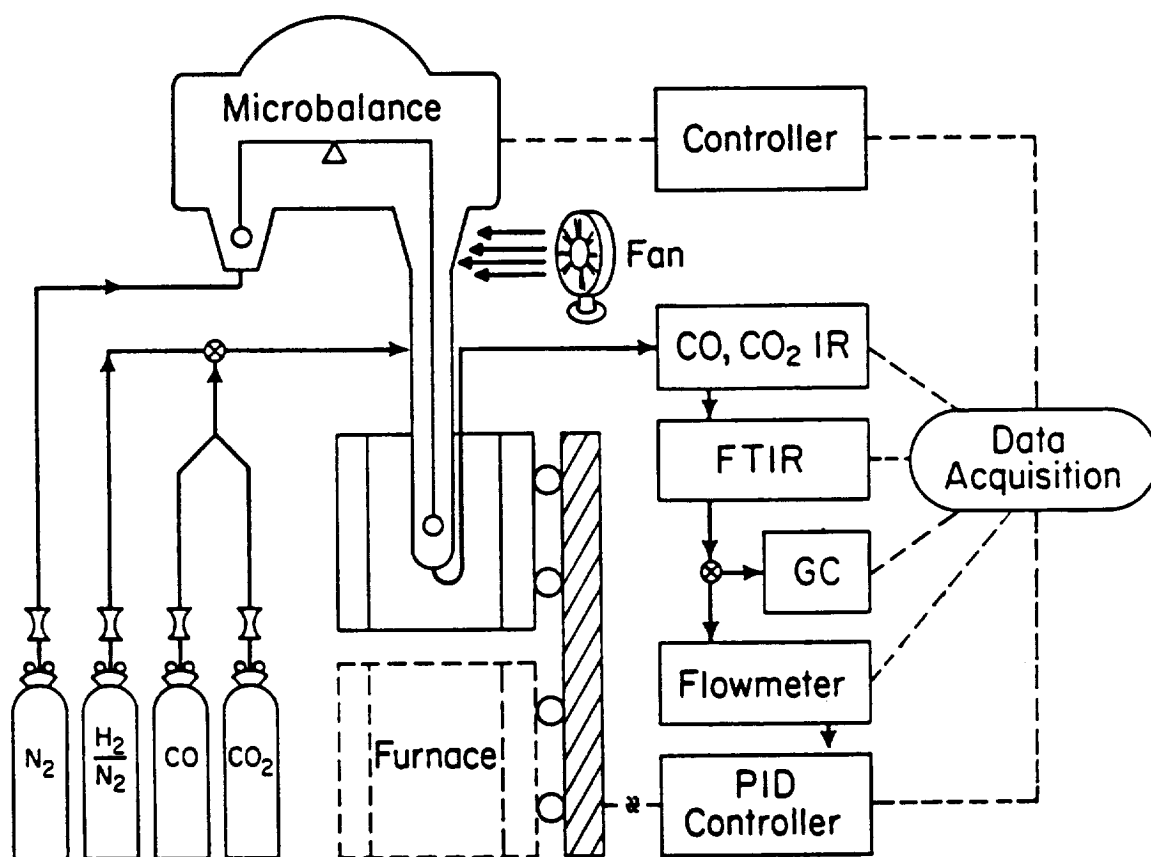 Microbalance
Controller
Fan
CO, CO₂ IR
FTIR
Data
Acquisition
GC
Flowmeter
PID
Controller
Furnace
N₂
H₂
N₂
CO
CO₂